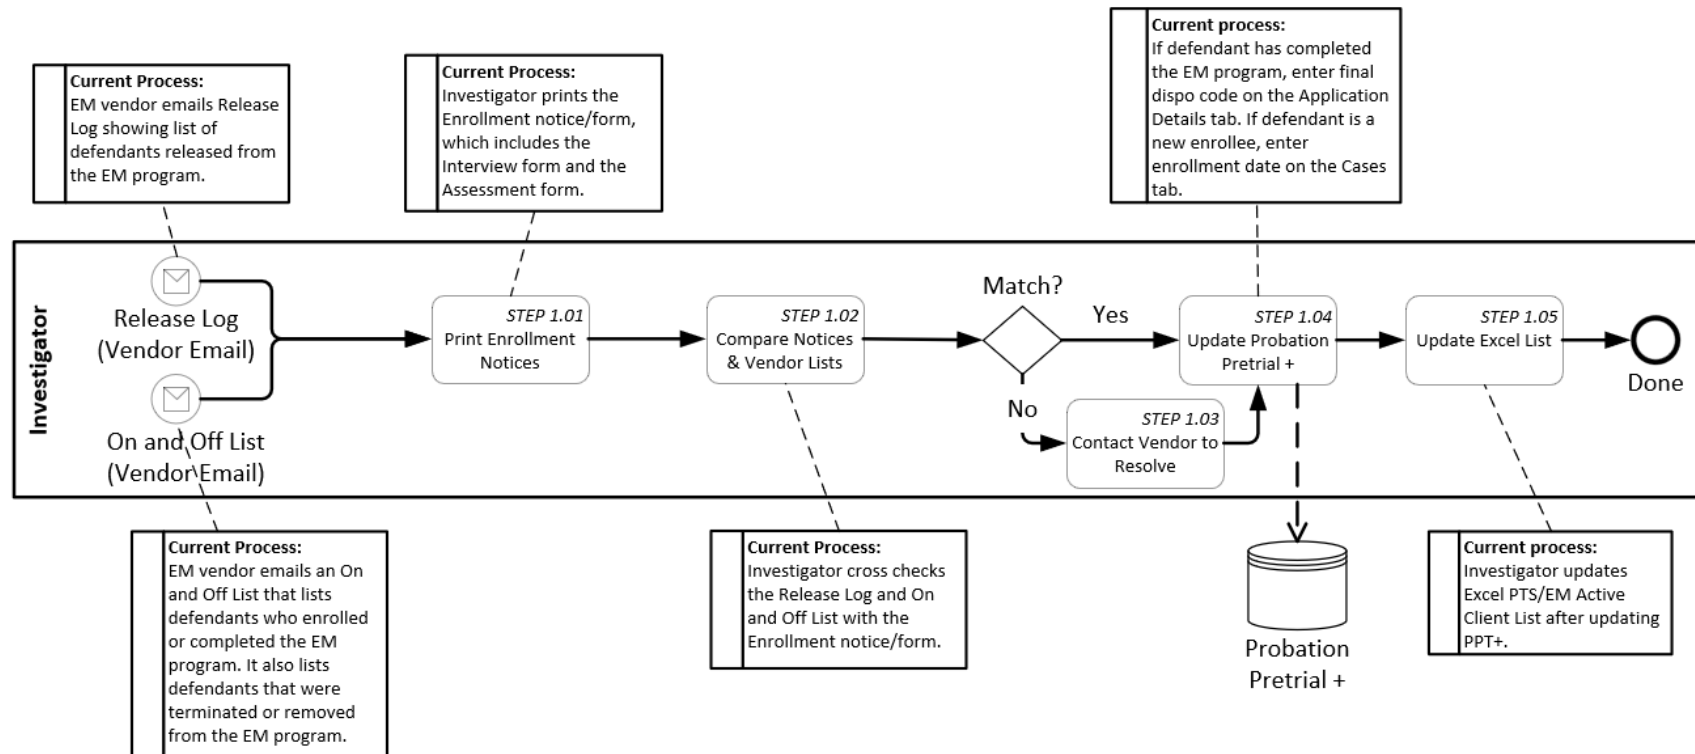 Current Process:
EM vendor emails Release
Log showing list of
defendants released from
the EM program.
Current Process:
Investigator prints the
Enrollment notice/form,
which includes the
Interview form and the
Assessment form.
Current process:
If defendant has completed
the EM program, enter final
dispo code on the Application
Details tab. If defendant is a
new enrollee, enter
enrollment date on the Cases
tab.
Investigator
Release Log
(Vendor Email)
On and Off List
(Vendor Email)
STEP 1.01
Print Enrollment
Notices
STEP 1.02
Compare Notices
& Vendor Lists
Match?
Yes
No
STEP 1.03
Contact Vendor to
Resolve
STEP 1.04
Update Probation
Pretrial +
STEP 1.05
Update Excel List
Done
Current Process:
EM vendor emails an On
and Off List that lists
defendants who enrolled
or completed the EM
program. It also lists
defendants that were
terminated or removed
from the EM program.
Current Process:
Investigator cross checks
the Release Log and On
and Off List with the
Enrollment notice/form.
Probation
Pretrial +
Current process:
Investigator updates
Excel PTS/EM Active
Client List after updating
PPT+.